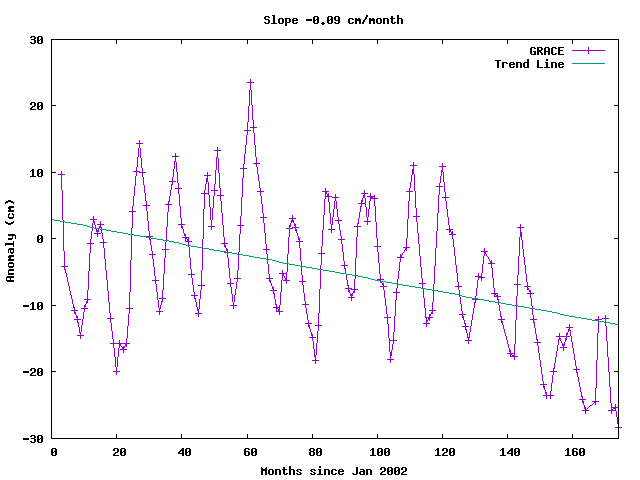 Slope -0.09 cm/month
GRACE
Trend Line
30
20
10
0
-10
-20
-30
Anomaly (cm)
0 20 40 60 80 100 120 140 160
Months since Jan 2002